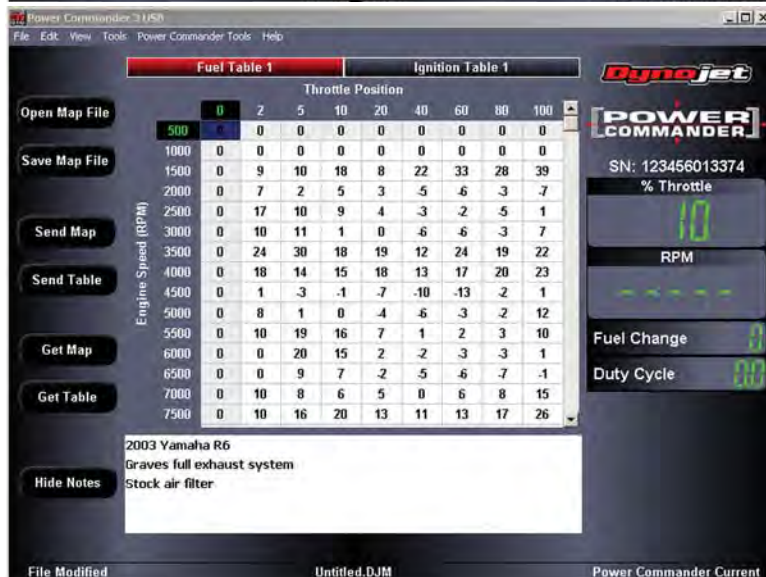 Power Commander 3 USB
File Edit View Tools Power Commander Tools Help
Fuel Table 1 Ignition Table 1
Throttle Position
0 2 5 10 20 40 60 80 100
Engine Speed (RPM)
500 0 0 0 0 0 0 0 0 0
1000 0 0 0 0 0 0 0 0 0
1500 0 9 10 18 8 22 33 28 39
2000 0 7 2 5 3 -5 -6 -3 -7
2500 0 17 10 9 4 -3 -2 -5 1
3000 0 10 11 1 0 -6 -6 -3 7
3500 0 24 30 18 19 12 24 19 22
4000 0 18 14 15 18 13 17 20 23
4500 0 1 -3 -1 -7 -10 -13 -2 1
5000 0 8 1 0 -4 -6 -3 -2 12
5500 0 10 19 16 7 1 2 3 10
6000 0 0 20 15 2 -2 -3 -3 1
6500 0 0 9 7 -2 -5 -6 -7 -1
7000 0 10 8 6 5 0 6 8 15
7500 0 10 16 20 13 11 13 17 26
Open Map File
Save Map File
Send Map
Send Table
Get Map
Get Table
Hide Notes
2003 Yamaha R6
Graves full exhaust system
Stock air filter
Dynojet
POWER
COMMANDER
SN: 123456013374
% Throttle
10
RPM
- - - - -
Fuel Change 0
Duty Cycle 0.0
File Modified Untitled.DJM Power Commander Current